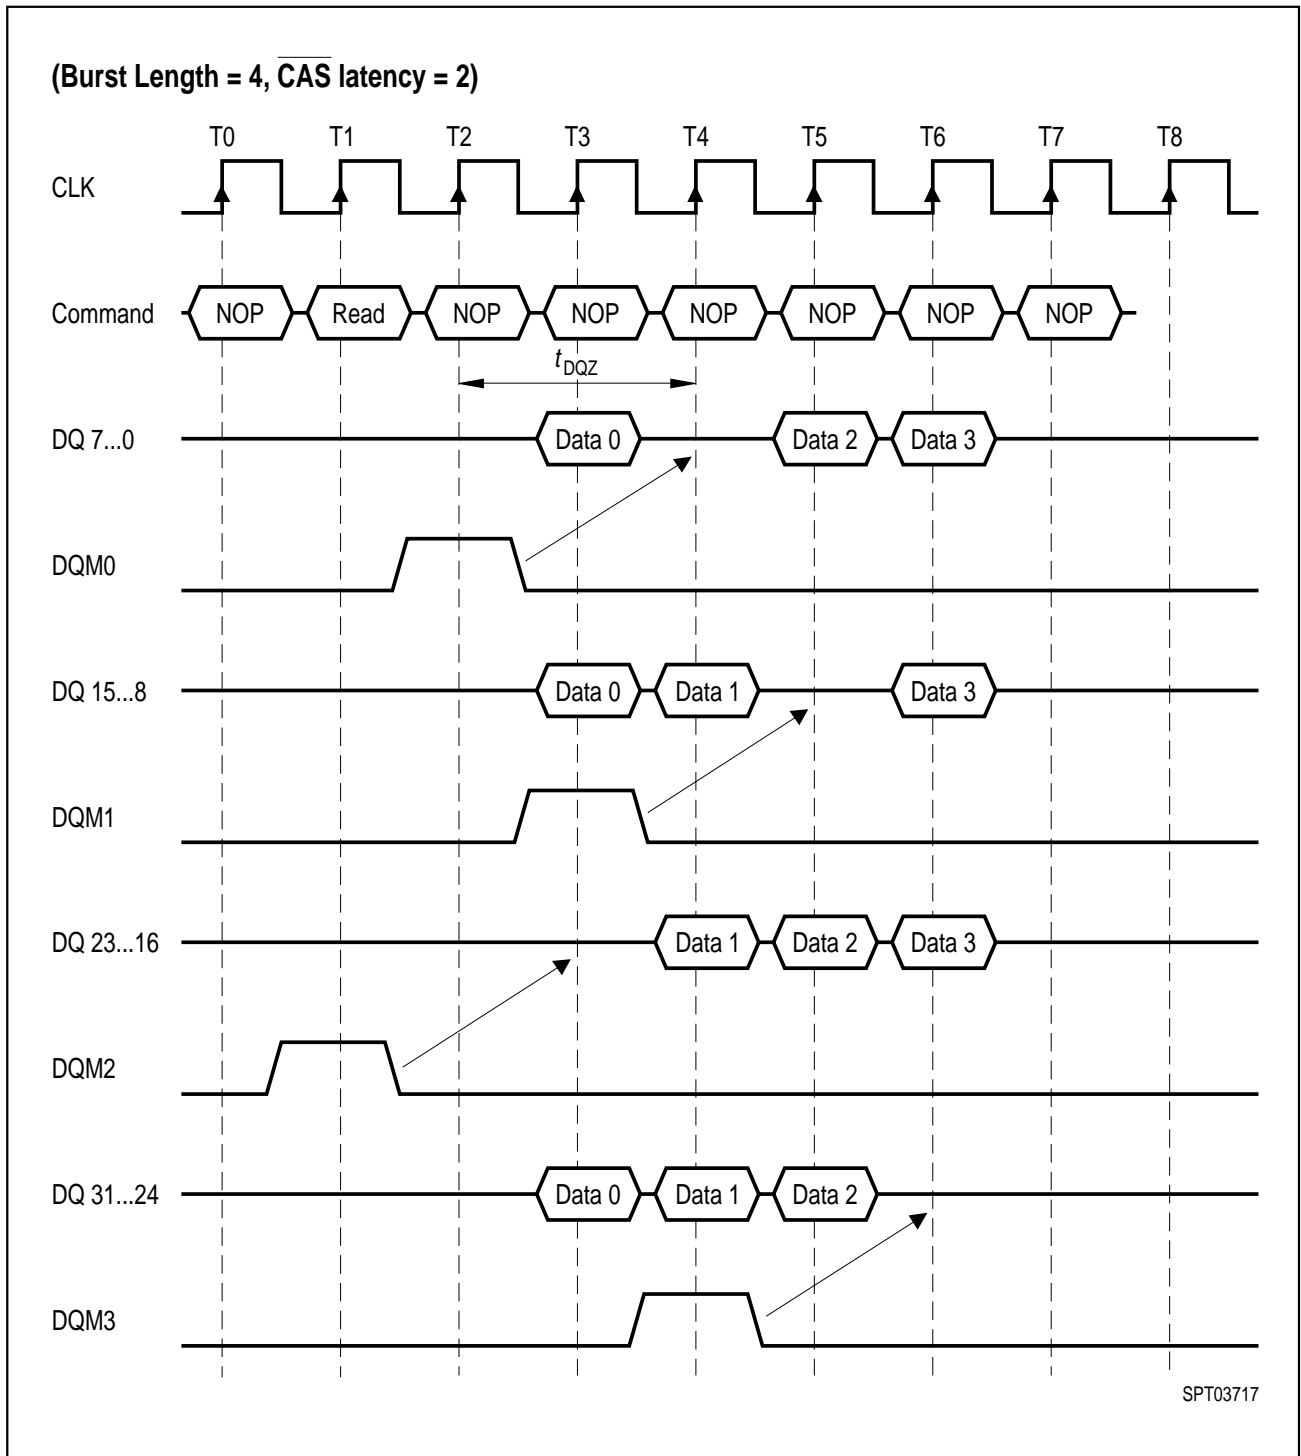 (Burst Length = 4, CAS latency = 2)
T0 T1 T2 T3 T4 T5 T6 T7 T8
CLK
Command NOP Read NOP NOP NOP NOP NOP NOP
tDQZ
DQ 7...0 Data 0 Data 2 Data 3
DQM0
DQ 15...8 Data 0 Data 1 Data 3
DQM1
DQ 23...16 Data 1 Data 2 Data 3
DQM2
DQ 31...24 Data 0 Data 1 Data 2
DQM3
SPT03717